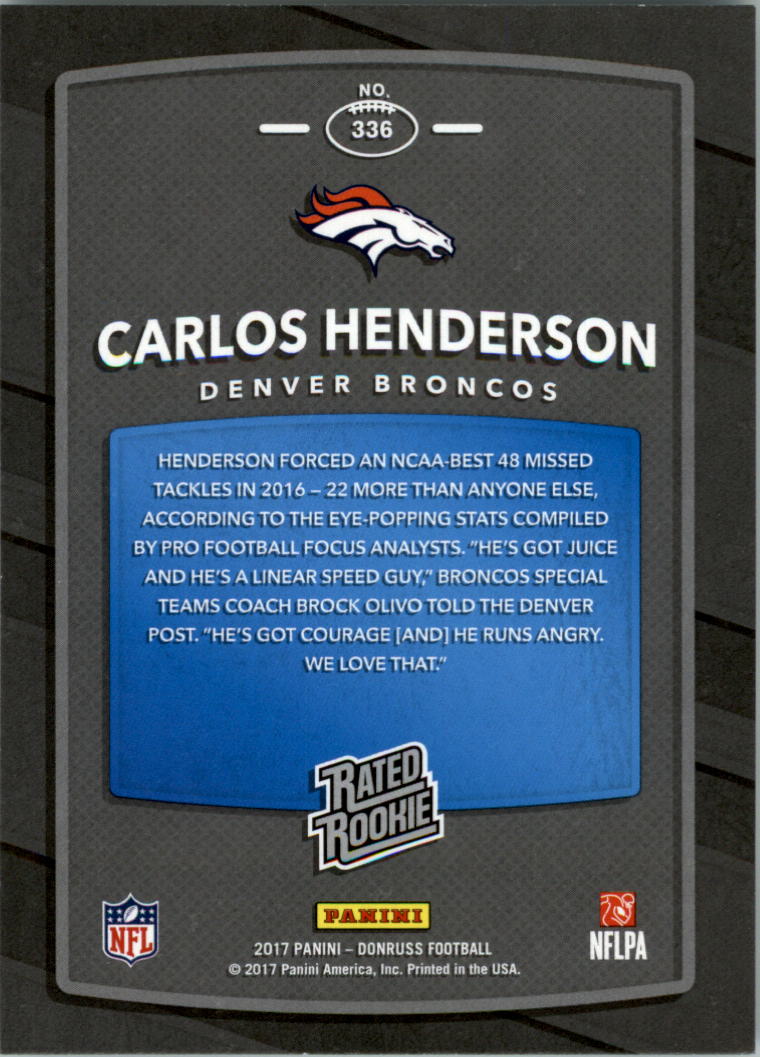 NO.
336
CARLOS HENDERSON
DENVER BRONCOS
HENDERSON FORCED AN NCAA-BEST 48 MISSED
TACKLES IN 2016 – 22 MORE THAN ANYONE ELSE,
ACCORDING TO THE EYE-POPPING STATS COMPILED
BY PRO FOOTBALL FOCUS ANALYSTS. "HE'S GOT JUICE
AND HE'S A LINEAR SPEED GUY," BRONCOS SPECIAL
TEAMS COACH BROCK OLIVO TOLD THE DENVER
POST. "HE'S GOT COURAGE [AND] HE RUNS ANGRY.
WE LOVE THAT."
RATED
ROOKIE
NFL
PANINI
NFLPA
2017 PANINI – DONRUSS FOOTBALL
© 2017 Panini America, Inc. Printed in the USA.